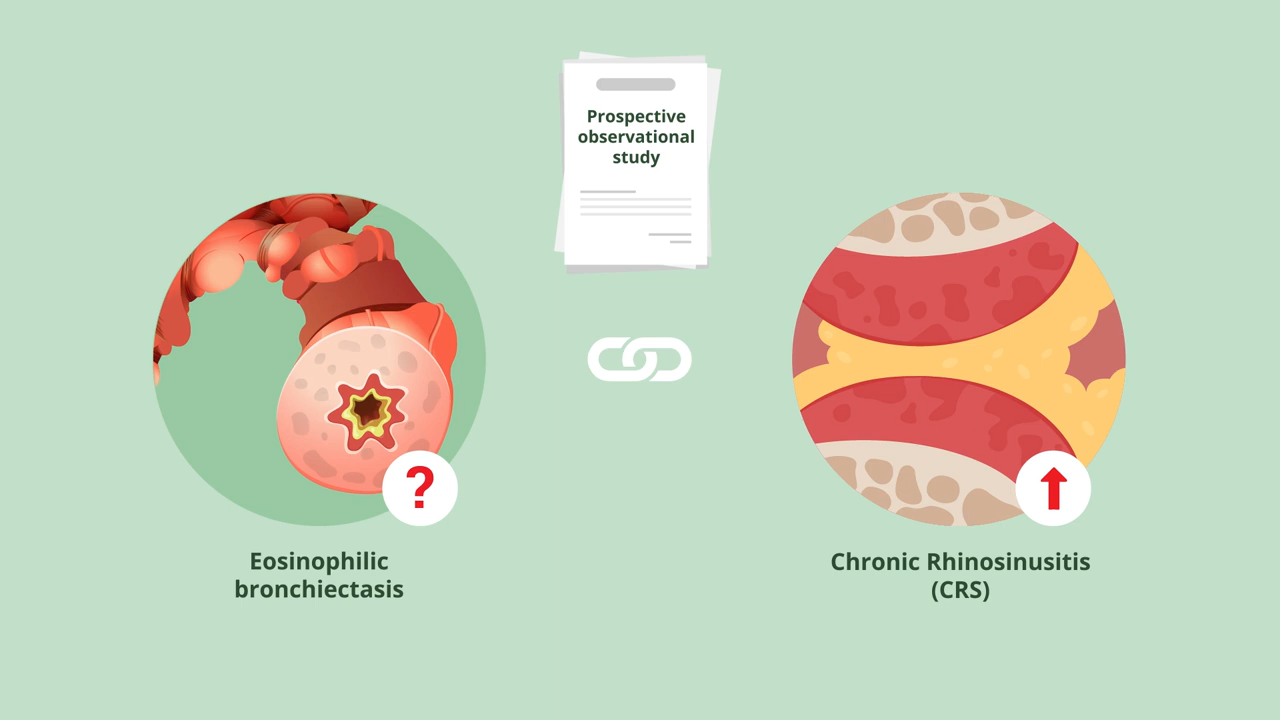 Prospective
observational
study
?
Eosinophilic
bronchiectasis
Chronic Rhinosinusitis
(CRS)